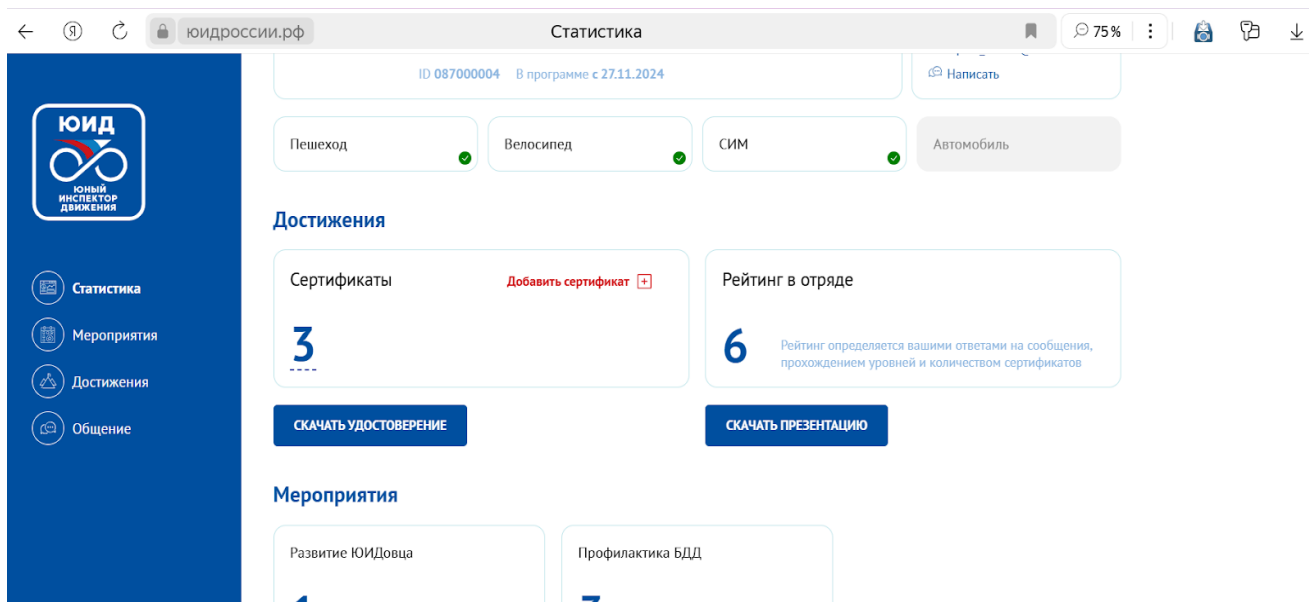 юидроссии.рф
Статистика
75 %
ID 087000004 В программе с 27.11.2024
Написать
ЮИД
ЮНЫЙ
ИНСПЕКТОР
ДВИЖЕНИЯ
Статистика
Мероприятия
Достижения
Общение
Пешеход
Велосипед
СИМ
Автомобиль
Достижения
Сертификаты
Добавить сертификат
3
Рейтинг в отряде
6
Рейтинг определяется вашими ответами на сообщения,
прохождением уровней и количеством сертификатов
СКАЧАТЬ УДОСТОВЕРЕНИЕ
СКАЧАТЬ ПРЕЗЕНТАЦИЮ
Мероприятия
Развитие ЮИДовца
Профилактика БДД